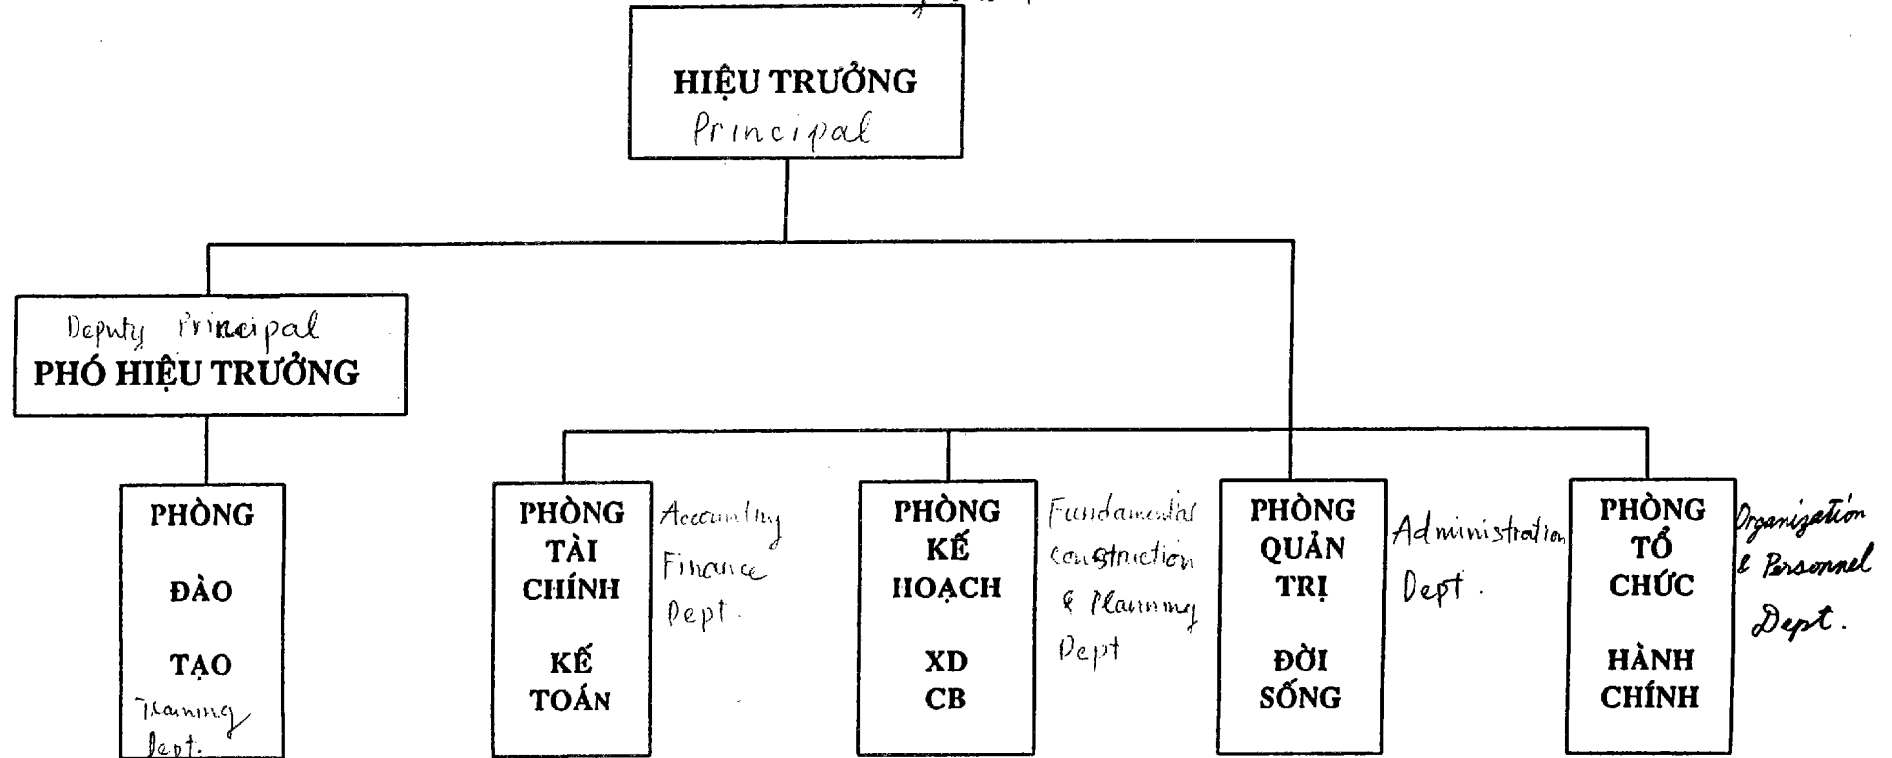 HIỆU TRƯỞNG
Principal
Deputy Principal
PHÓ HIỆU TRƯỞNG
PHÒNG
ĐÀO
TẠO
Training
Dept.
PHÒNG
TÀI
CHÍNH
KẾ
TOÁN
Accounting
Finance
Dept.
PHÒNG
KẾ
HOẠCH
XD
CB
Fundamental
Construction
& Planning
Dept
PHÒNG
QUẢN
TRỊ
ĐỜI
SỐNG
Administration
Dept.
PHÒNG
TỔ
CHỨC
HÀNH
CHÍNH
Organization
& Personnel
Dept.